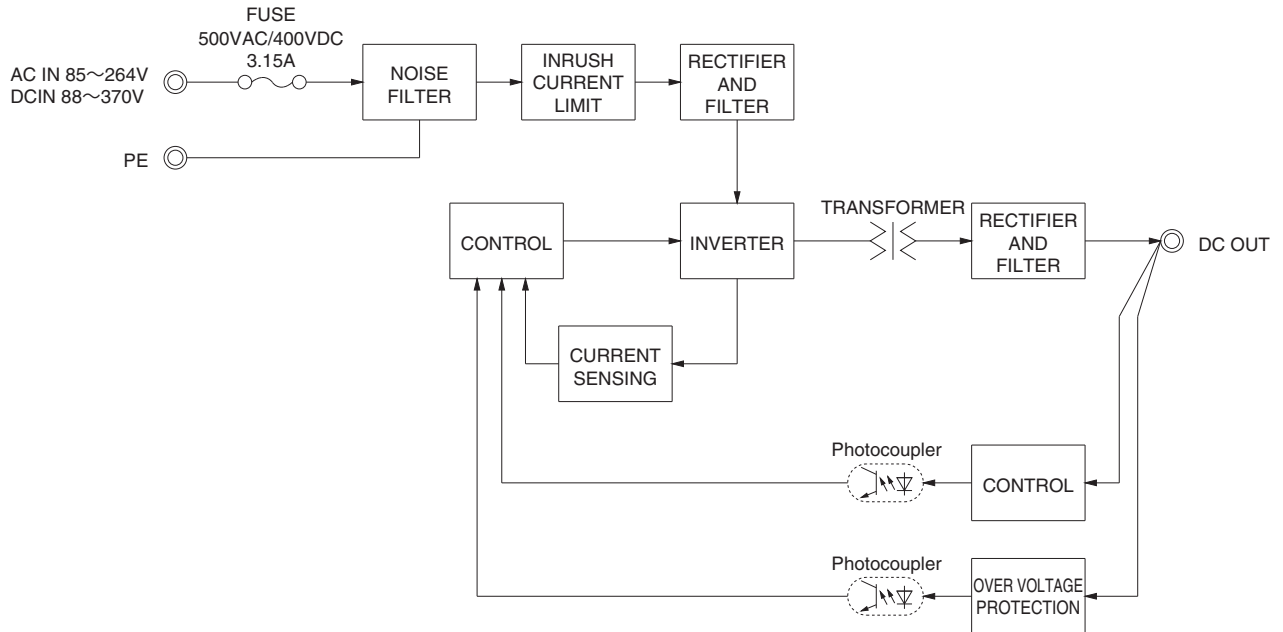 FUSE
500VAC/400VDC
3.15A
AC IN 85～264V
DCIN 88～370V
PE
NOISE
FILTER
INRUSH
CURRENT
LIMIT
RECTIFIER
AND
FILTER
CONTROL
INVERTER
TRANSFORMER
RECTIFIER
AND
FILTER
DC OUT
CURRENT
SENSING
Photocoupler
CONTROL
Photocoupler
OVER VOLTAGE
PROTECTION